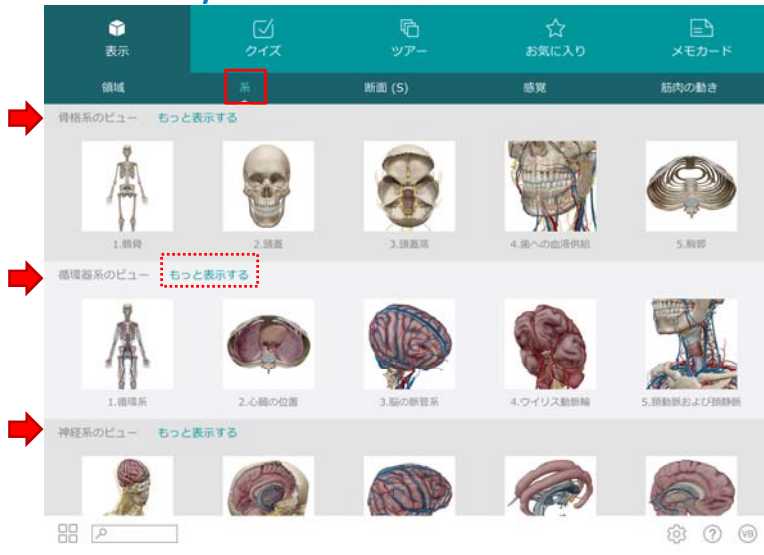 表示
クイズ
ツアー
お気に入り
メモカード
領域
系
断面 (S)
感覚
筋肉の動き
骨格系のビュー もっと表示する
1.骸骨
2.頭蓋
3.頭蓋底
4.歯への血液供給
5.胸郭
循環器系のビュー もっと表示する
1.循環系
2.心臓の位置
3.脳の脈管系
4.ウイリス動脈輪
5.頚動脈および頚静脈
神経系のビュー もっと表示する
?
VB